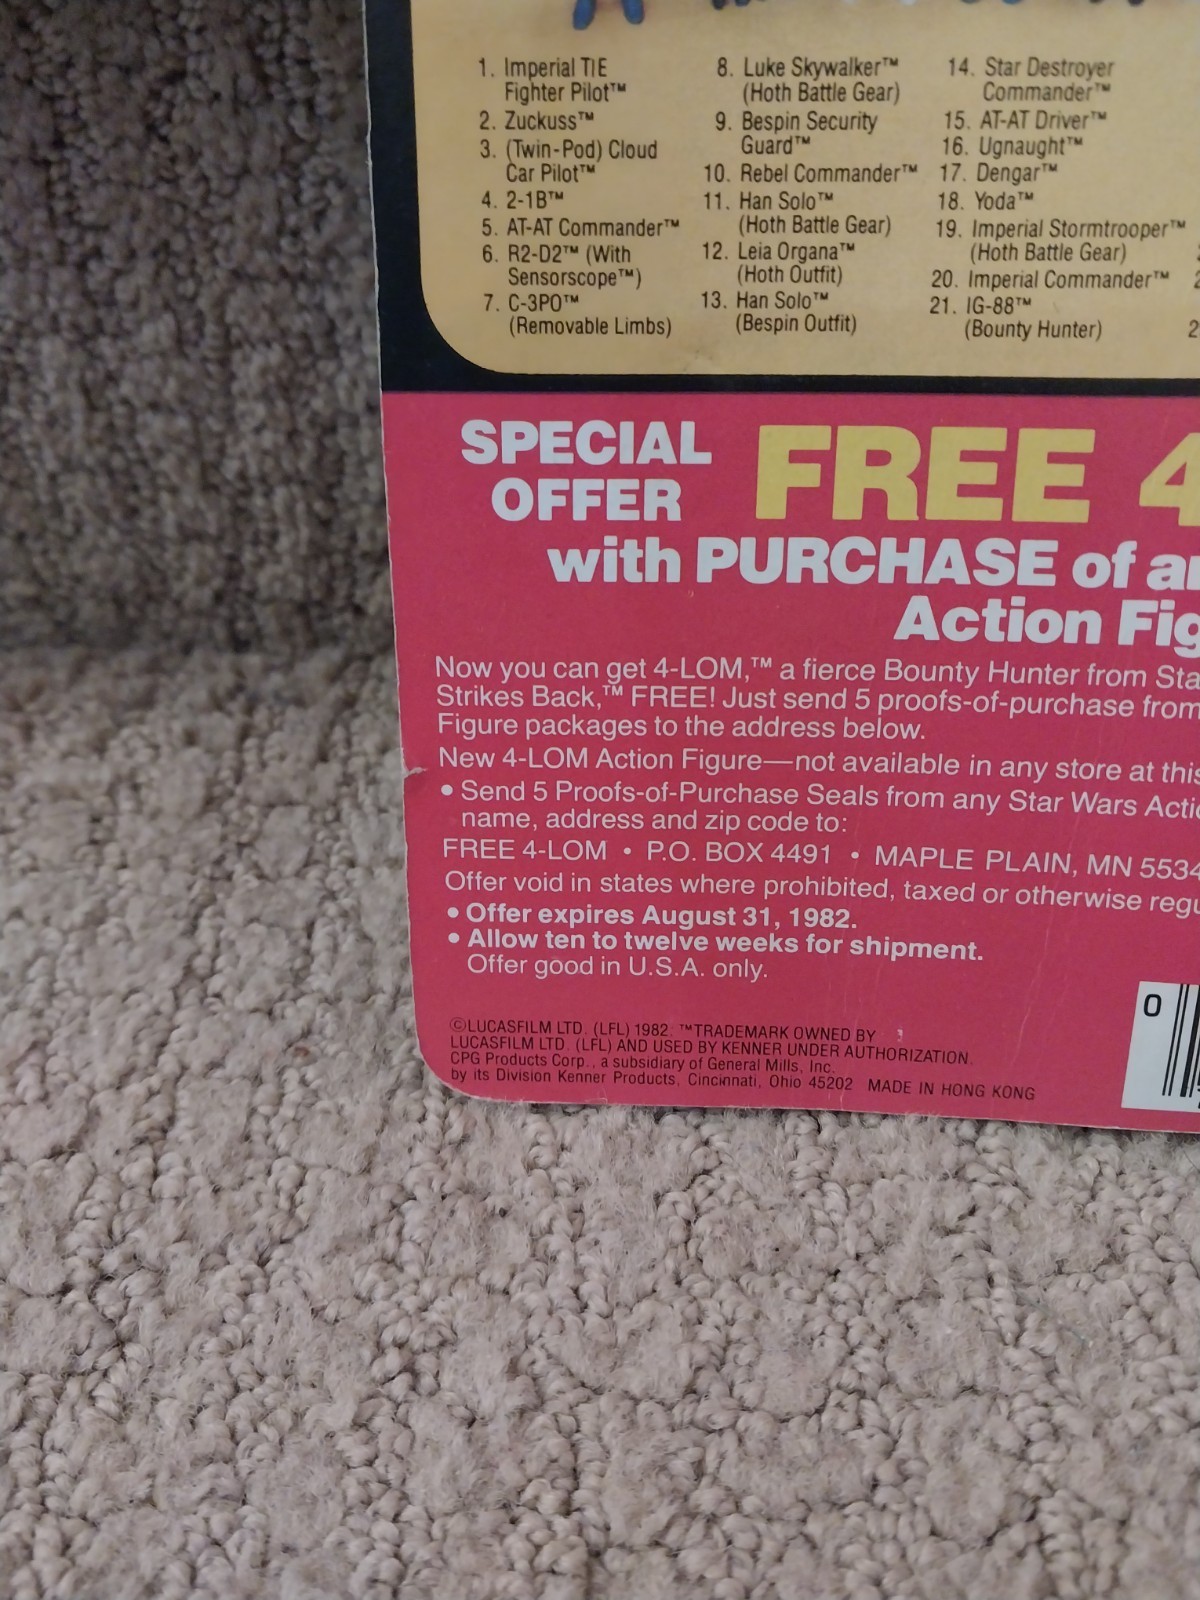 1. Imperial TIE
Fighter Pilot™
2. Zuckuss™
3. (Twin-Pod) Cloud
Car Pilot™
4. 2-1B™
5. AT-AT Commander™
6. R2-D2™ (With
Sensorscope™)
7. C-3PO™
(Removable Limbs)
8. Luke Skywalker™
(Hoth Battle Gear)
9. Bespin Security
Guard™
10. Rebel Commander™
11. Han Solo™
(Hoth Battle Gear)
12. Leia Organa™
(Hoth Outfit)
13. Han Solo™
(Bespin Outfit)
14. Star Destroyer
Commander™
15. AT-AT Driver™
16. Ugnaught™
17. Dengar™
18. Yoda™
19. Imperial Stormtrooper™
(Hoth Battle Gear)
20. Imperial Commander™
21. IG-88™
(Bounty Hunter)
SPECIAL
OFFER
FREE 4
with PURCHASE of a
Action Fig
Now you can get 4-LOM,™ a fierce Bounty Hunter from Sta
Strikes Back,™ FREE! Just send 5 proofs-of-purchase from
Figure packages to the address below.
New 4-LOM Action Figure—not available in any store at this
• Send 5 Proofs-of-Purchase Seals from any Star Wars Actio
name, address and zip code to:
FREE 4-LOM • P.O. BOX 4491 • MAPLE PLAIN, MN 5534
Offer void in states where prohibited, taxed or otherwise regu
• Offer expires August 31, 1982.
• Allow ten to twelve weeks for shipment.
Offer good in U.S.A. only.
©LUCASFILM LTD. (LFL) 1982. ™TRADEMARK OWNED BY
LUCASFILM LTD. (LFL) AND USED BY KENNER UNDER AUTHORIZATION.
CPG Products Corp., a subsidiary of General Mills, Inc.
by its Division Kenner Products, Cincinnati, Ohio 45202 MADE IN HONG KONG
0